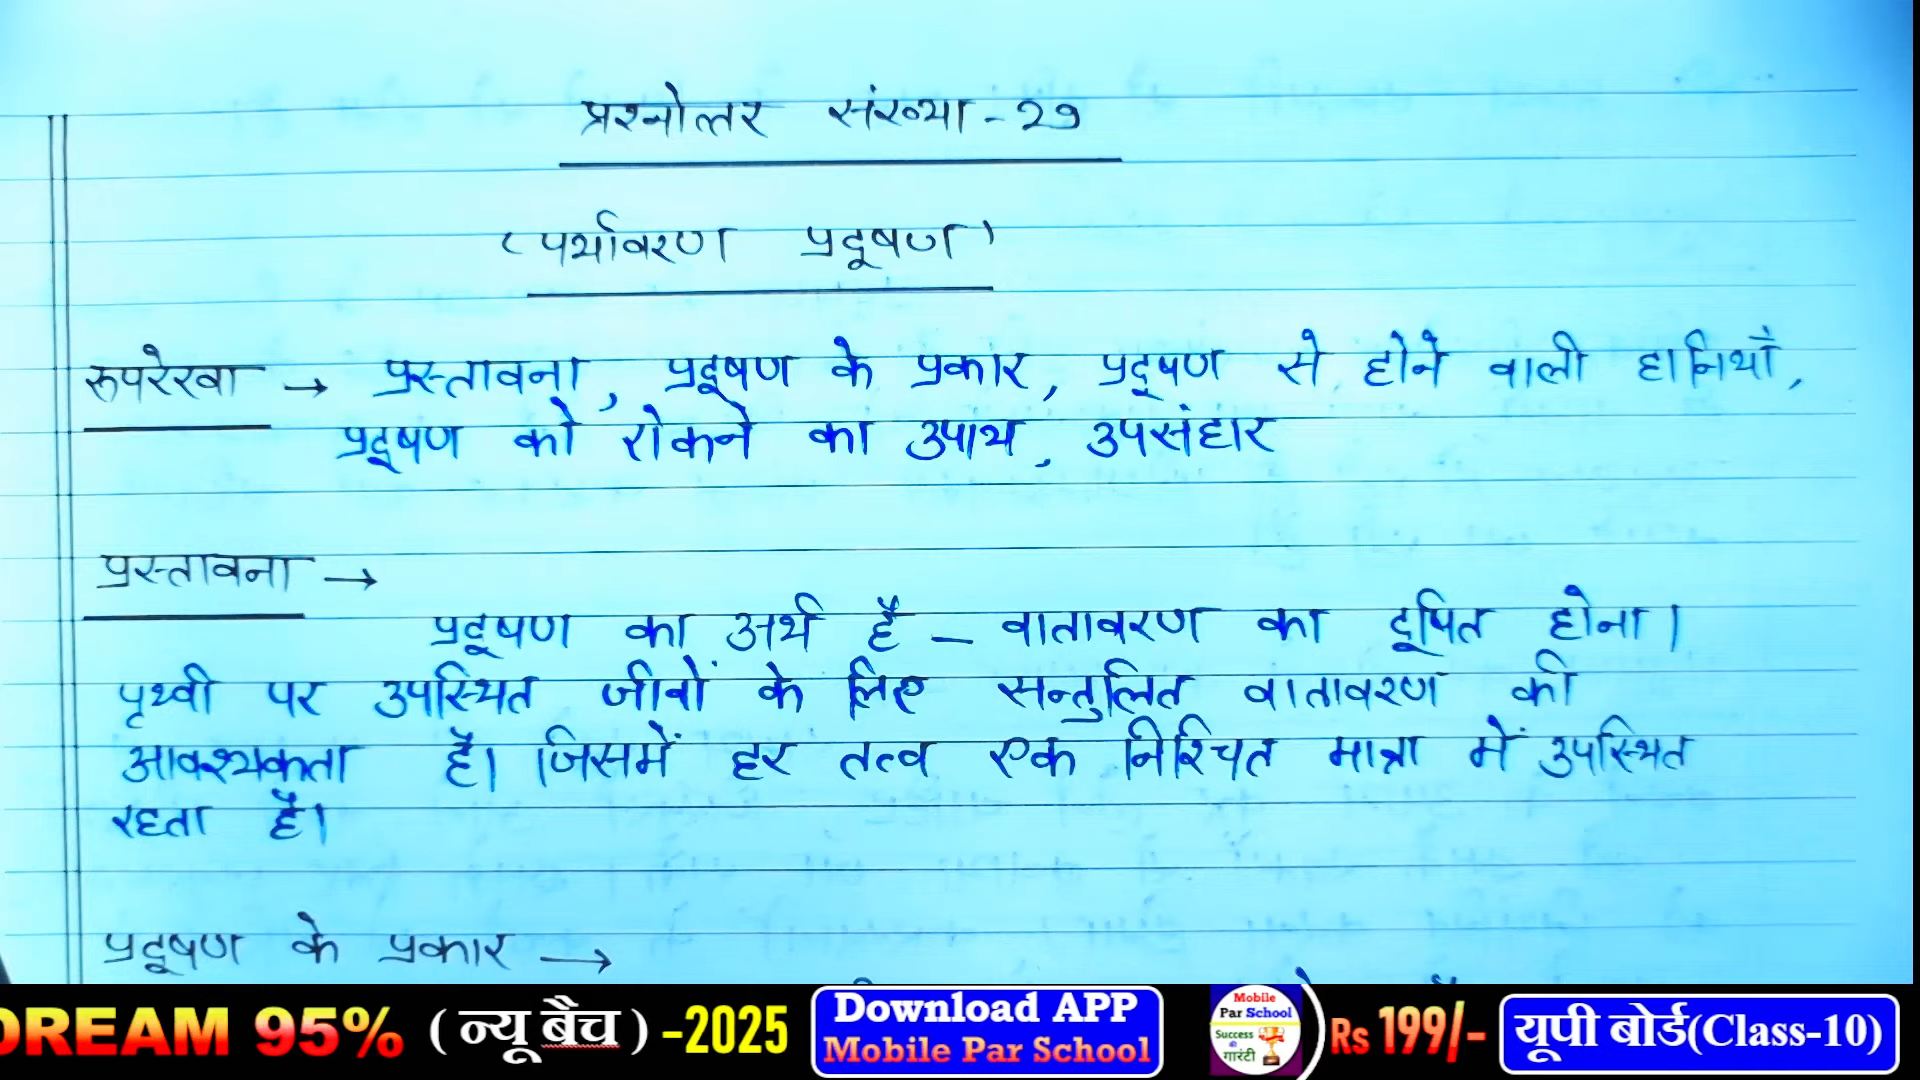 प्रश्नोत्तर संख्या - २९
(पर्यावरण प्रदूषण)
रूपरेखा → प्रस्तावना, प्रदूषण के प्रकार, प्रदूषण से होने वाली हानियाँ,
प्रदूषण को रोकने का उपाय, उपसंहार
प्रस्तावना →
प्रदूषण का अर्थ है – वातावरण का दूषित होना।
पृथ्वी पर उपस्थित जीवों के लिए सन्तुलित वातावरण की
आवश्यकता है। जिसमें हर तत्व एक निश्चित मात्रा में उपस्थित
रहता है।
प्रदूषण के प्रकार →
DREAM 95% (न्यू बैच) -2025
Download APP
Mobile Par School
Mobile
Par School
Success
की
गारंटी
Rs 199/-
यूपी बोर्ड(Class-10)